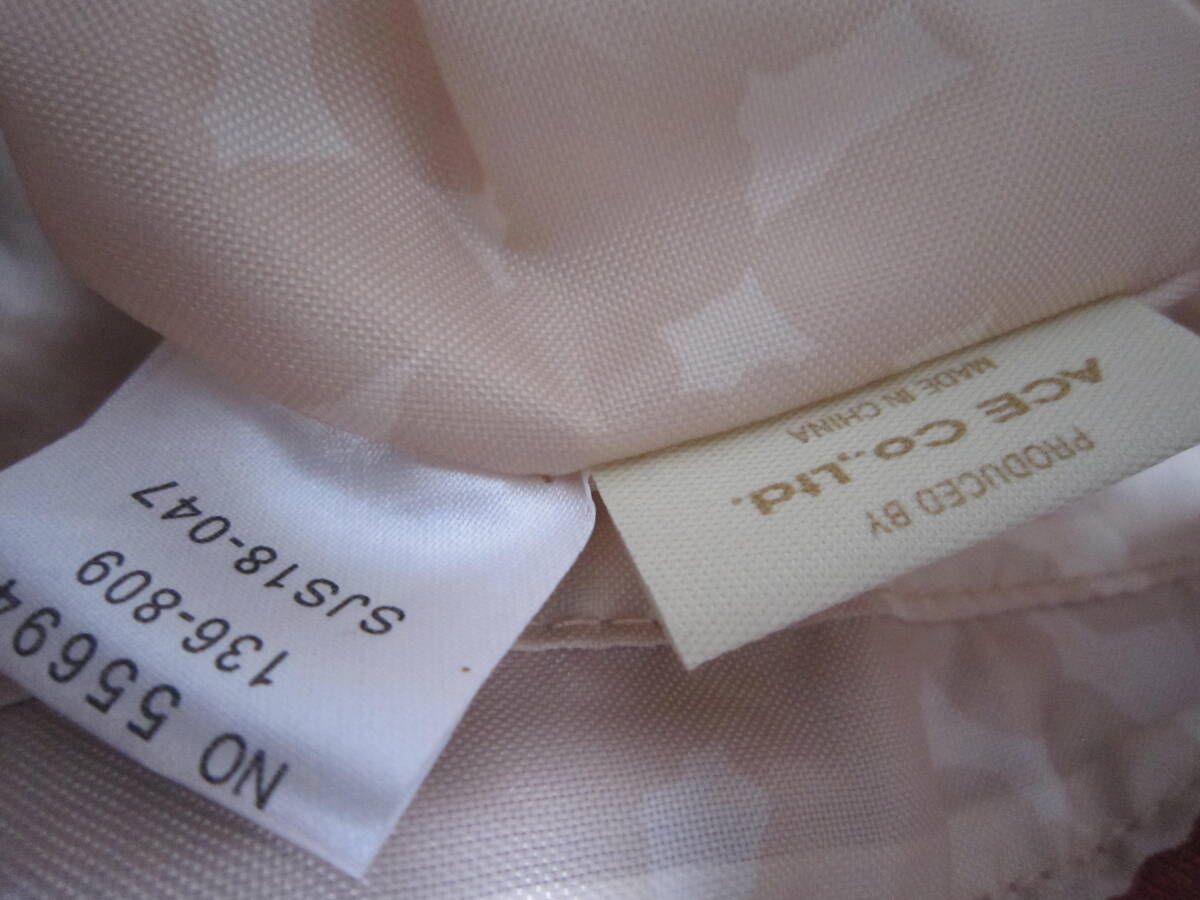 NO 55694
136-809
SJS18-047
PRODUCED BY
ACE CO.,Ltd.
MADE IN CHINA